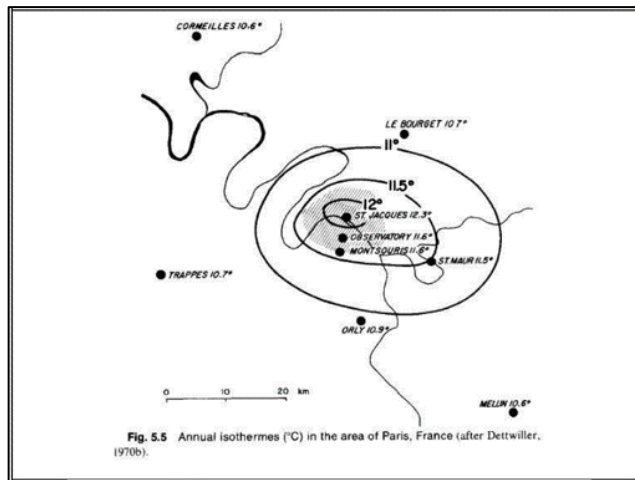 CORMEILLES 10.6°
LE BOURGET 10.7°
11°
11.5°
12°
ST. JACQUES 12.3°
OBSERVATORY 11.6°
MONTSOURIS 11.6°
ST.MAUR 11.5°
TRAPPES 10.7°
ORLY 10.9°
MELUN 10.6°
0 10 20 km
Fig. 5.5 Annual isothermes (°C) in the area of Paris, France (after Dettwiller,
1970b).